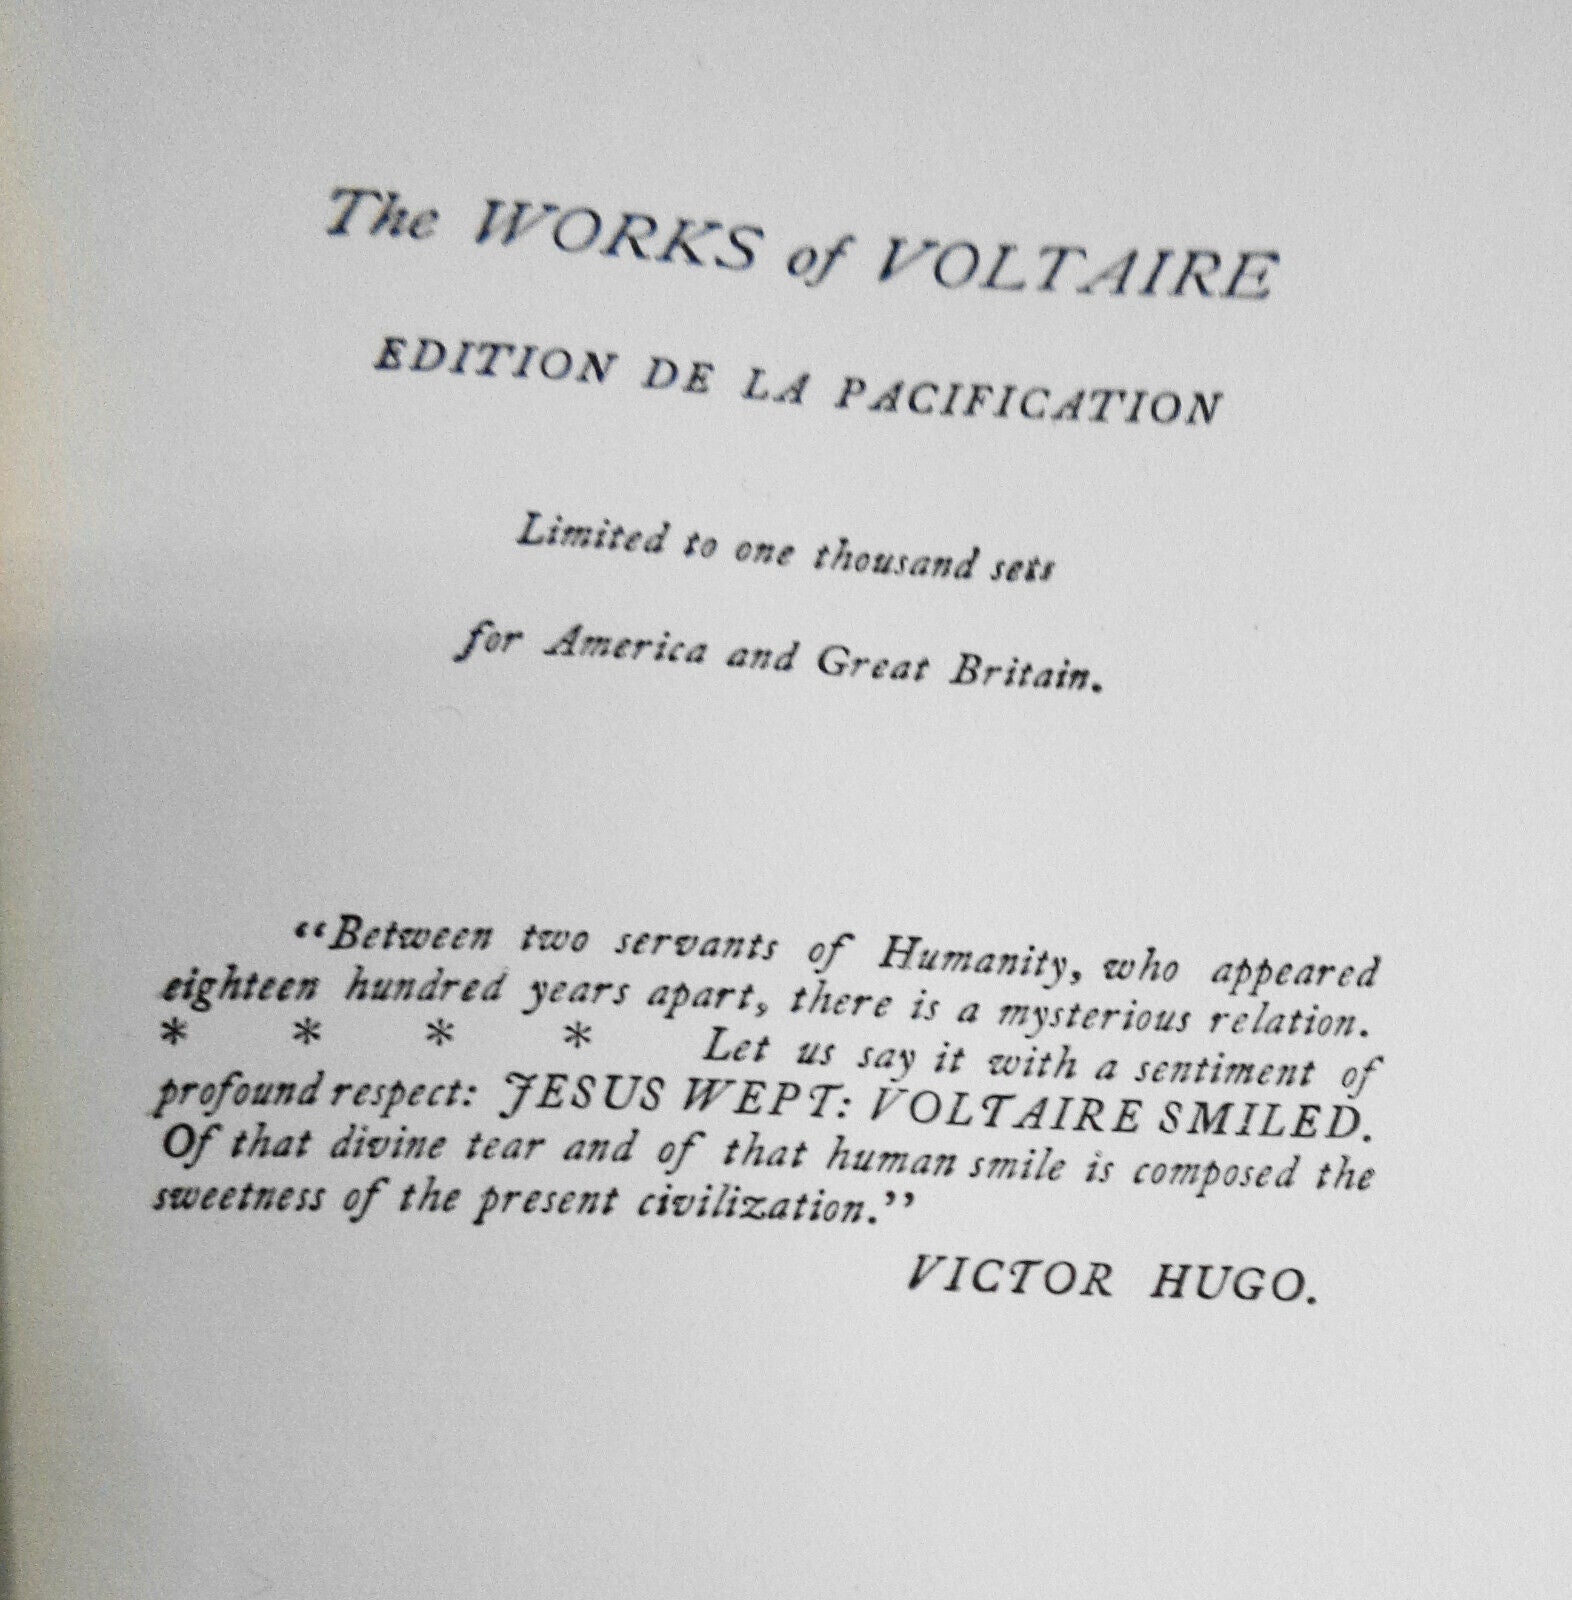 The WORKS of VOLTAIRE
EDITION DE LA PACIFICATION
Limited to one thousand sets
for America and Great Britain.
“Between two servants of Humanity, who appeared
eighteen hundred years apart, there is a mysterious relation.
* * * * Let us say it with a sentiment of
profound respect: JESUS WEPT: VOLTAIRE SMILED.
Of that divine tear and of that human smile is composed the
sweetness of the present civilization.”
VICTOR HUGO.